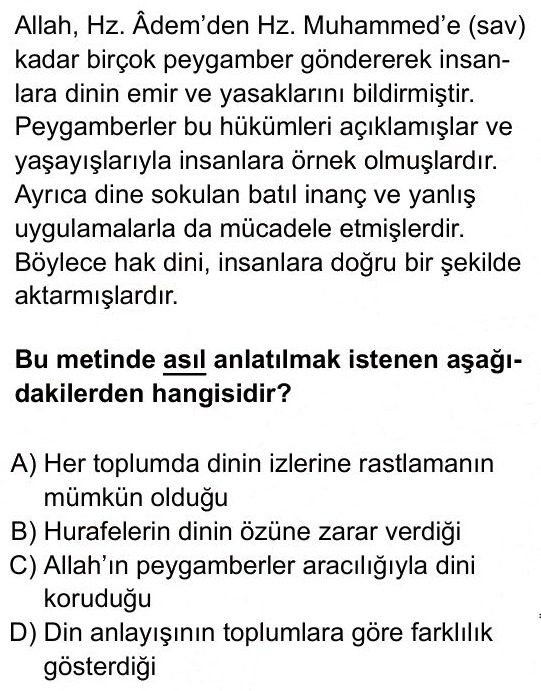 Allah, Hz. Âdem’den Hz. Muhammed’e (sav)
kadar birçok peygamber göndererek insan-
lara dinin emir ve yasaklarını bildirmiştir.
Peygamberler bu hükümleri açıklamışlar ve
yaşayışlarıyla insanlara örnek olmuşlardır.
Ayrıca dine sokulan batıl inanç ve yanlış
uygulamalarla da mücadele etmişlerdir.
Böylece hak dini, insanlara doğru bir şekilde
aktarmışlardır.
Bu metinde asıl anlatılmak istenen aşağı-
dakilerden hangisidir?
A) Her toplumda dinin izlerine rastlamanın
mümkün olduğu
B) Hurafelerin dinin özüne zarar verdiği
C) Allah’ın peygamberler aracılığıyla dini
koruduğu
D) Din anlayışının toplumlara göre farklılık
gösterdiği